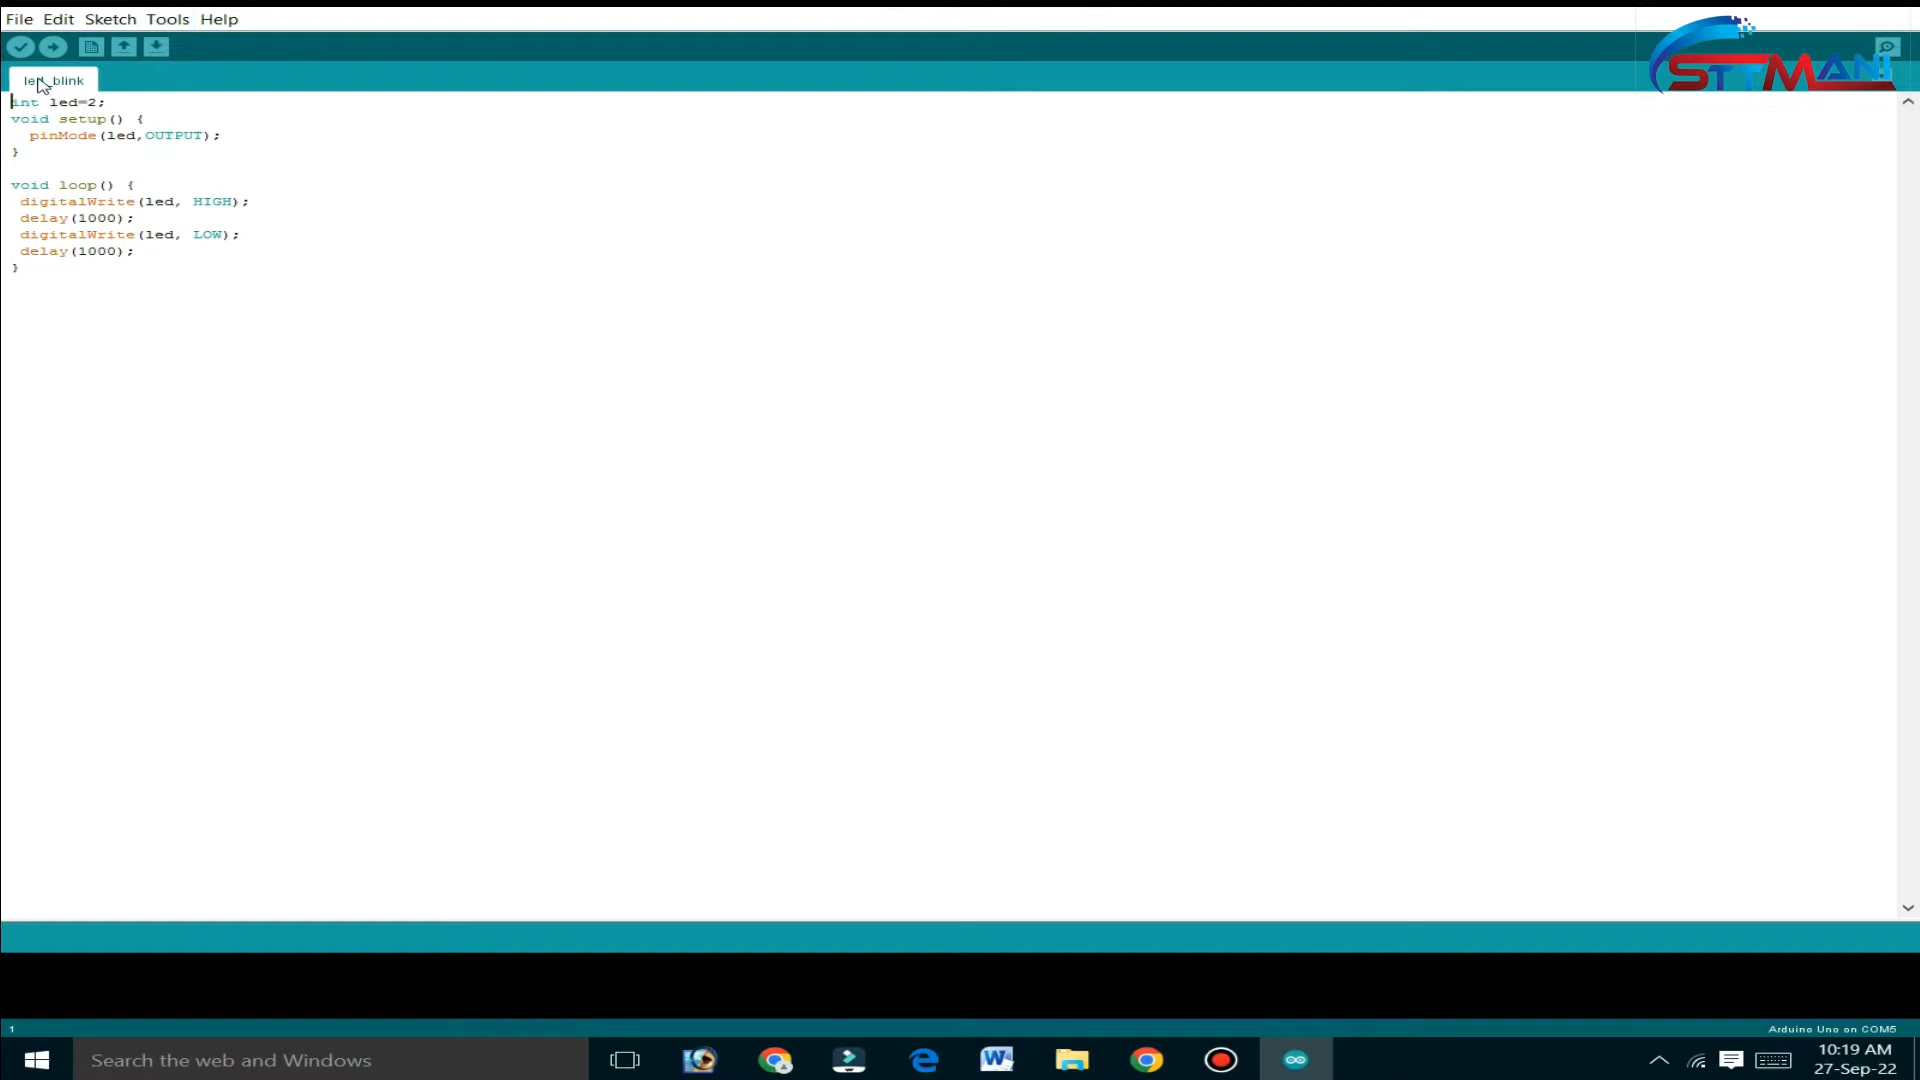 File Edit Sketch Tools Help
STTMANI
led_blink
int led=2;
void setup() {
  pinMode(led,OUTPUT);
}
void loop() {
 digitalWrite(led, HIGH);
 delay(1000);
 digitalWrite(led, LOW);
 delay(1000);
}
1
Arduino Uno on COM5
Search the web and Windows
10:19 AM
27-Sep-22